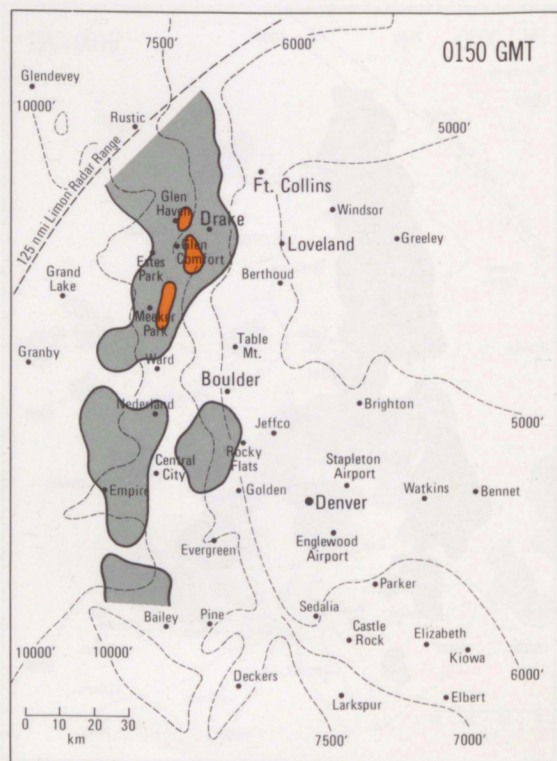 7500'
6000'
0150 GMT
Glendevey
10000'
Rustic
5000'
125 nmi Limon Radar Range
Ft. Collins
Glen
Haven
Drake
Windsor
Greeley
Loveland
Glen
Comfort
Estes
Park
Berthoud
Grand
Lake
Meeker
Park
Table
Mt.
Granby
Ward
Boulder
Nederland
Brighton
5000'
Jeffco
Rocky
Flats
Central
City
Stapleton
Airport
Empire
Golden
Denver
Watkins
Bennet
Englewood
Airport
Evergreen
Parker
Sedalia
Bailey
Pine
Castle
Rock
Elizabeth
Kiowa
10000'
10000'
6000'
Deckers
Larkspur
Elbert
0 10 20 30
km
7500'
7000'